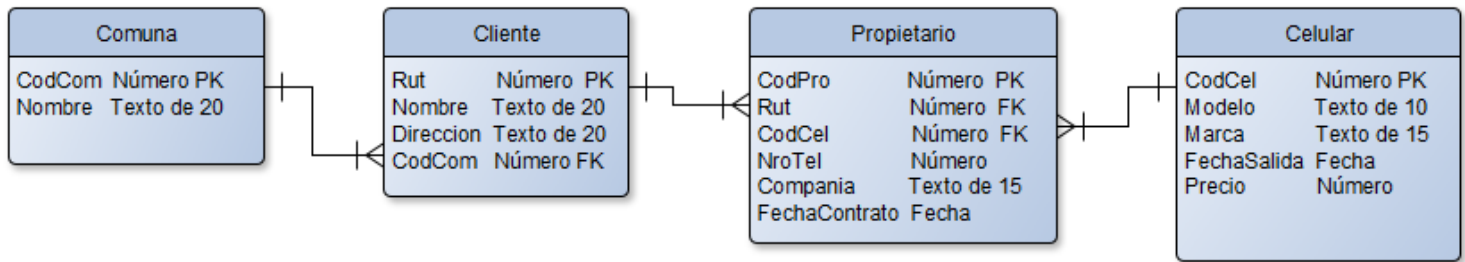 Comuna
CodCom Número PK
Nombre Texto de 20
Cliente
Rut Número PK
Nombre Texto de 20
Direccion Texto de 20
CodCom Número FK
Propietario
CodPro Número PK
Rut Número FK
CodCel Número FK
NroTel Número
Compania Texto de 15
FechaContrato Fecha
Celular
CodCel Número PK
Modelo Texto de 10
Marca Texto de 15
FechaSalida Fecha
Precio Número